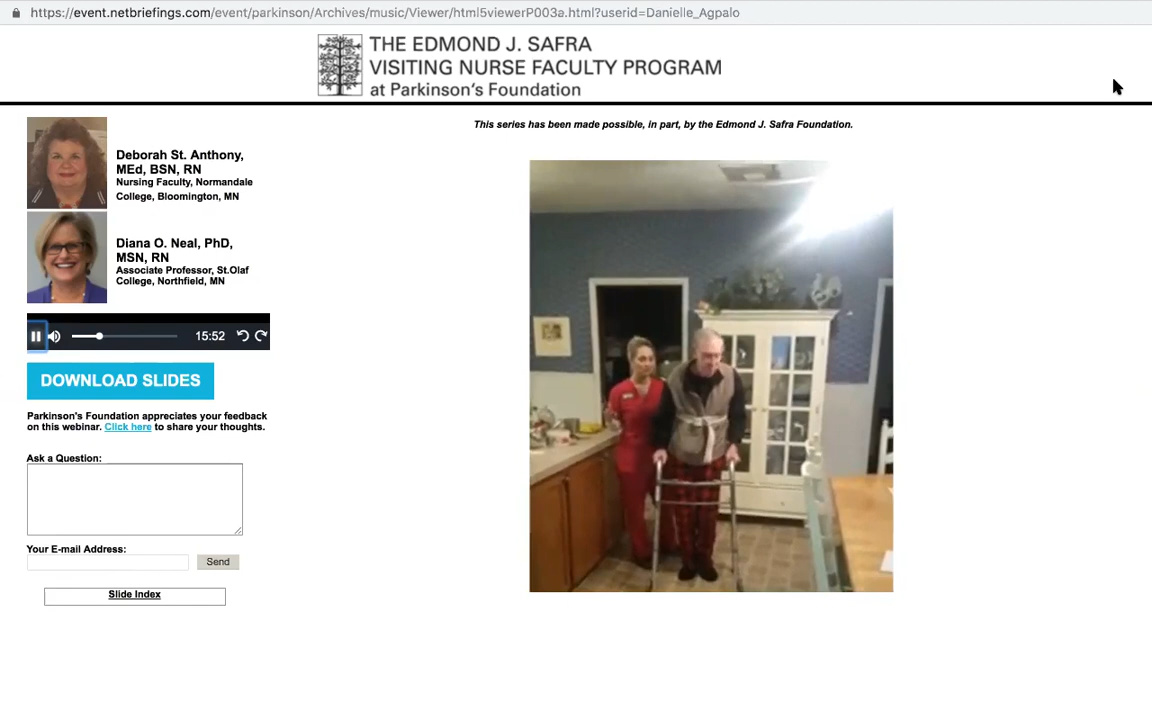 https://event.netbriefings.com/event/parkinson/Archives/music/Viewer/html5viewerP003a.html?userid=Danielle_Agpalo
THE EDMOND J. SAFRA
VISITING NURSE FACULTY PROGRAM
at Parkinson's Foundation
This series has been made possible, in part, by the Edmond J. Safra Foundation.
Deborah St. Anthony,
MEd, BSN, RN
Nursing Faculty, Normandale
College, Bloomington, MN
Diana O. Neal, PhD,
MSN, RN
Associate Professor, St.Olaf
College, Northfield, MN
15:52
DOWNLOAD SLIDES
Parkinson's Foundation appreciates your feedback
on this webinar. Click here to share your thoughts.
Ask a Question:
Your E-mail Address:
Send
Slide Index